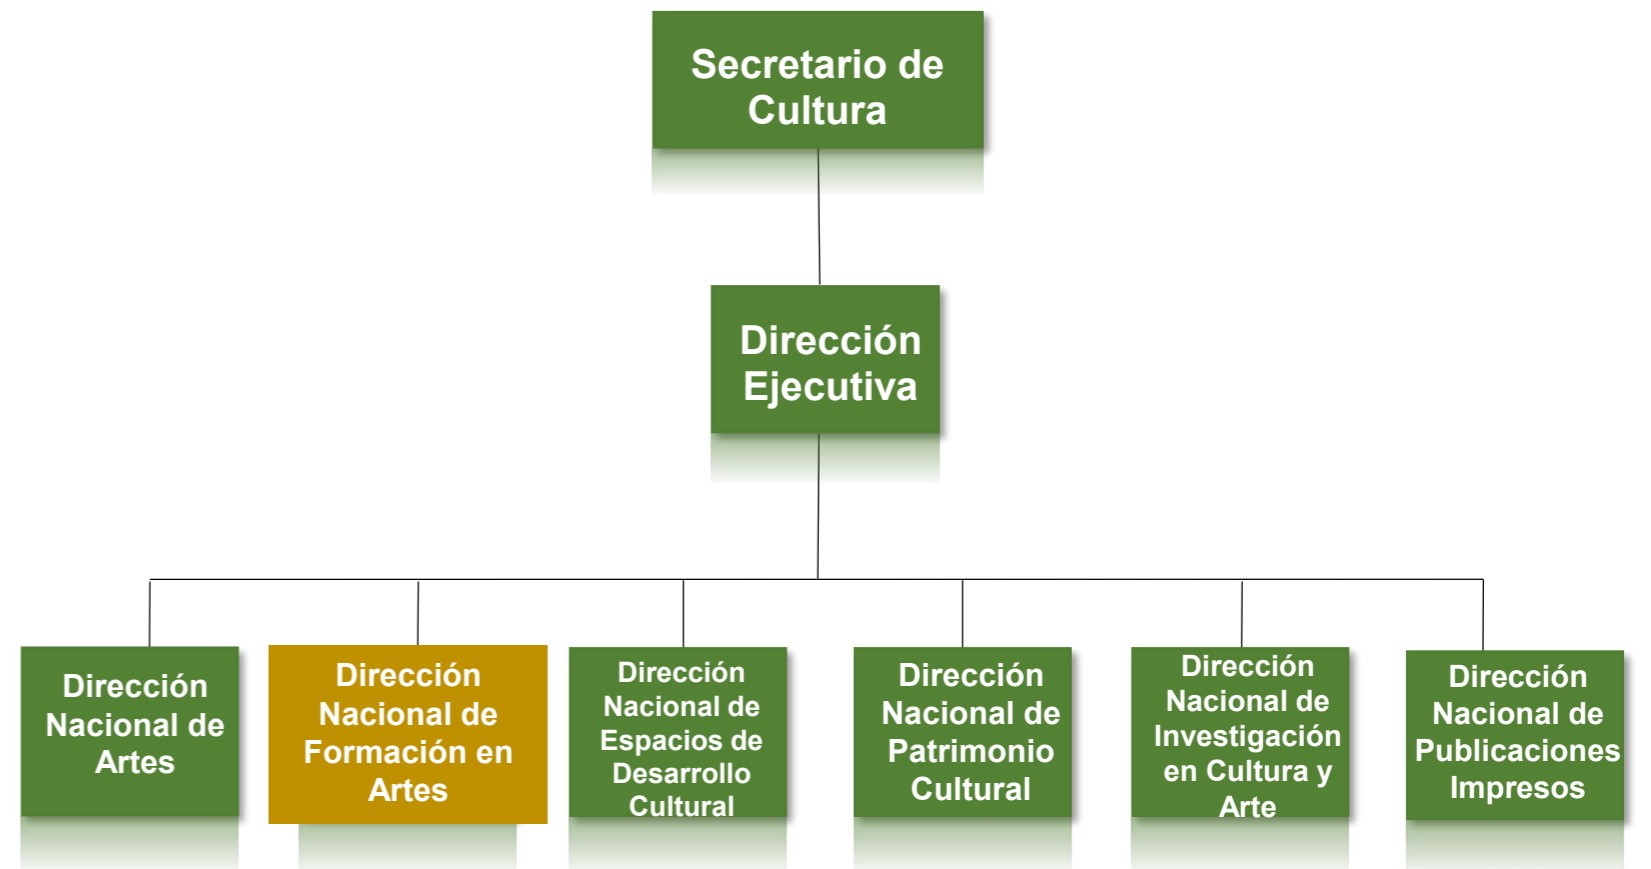 Secretario de
Cultura
Dirección
Ejecutiva
Dirección
Nacional de
Artes
Dirección
Nacional de
Formación en
Artes
Dirección
Nacional de
Espacios de
Desarrollo
Cultural
Dirección
Nacional de
Patrimonio
Cultural
Dirección
Nacional de
Investigación
en Cultura y
Arte
Dirección
Nacional de
Publicaciones
Impresos